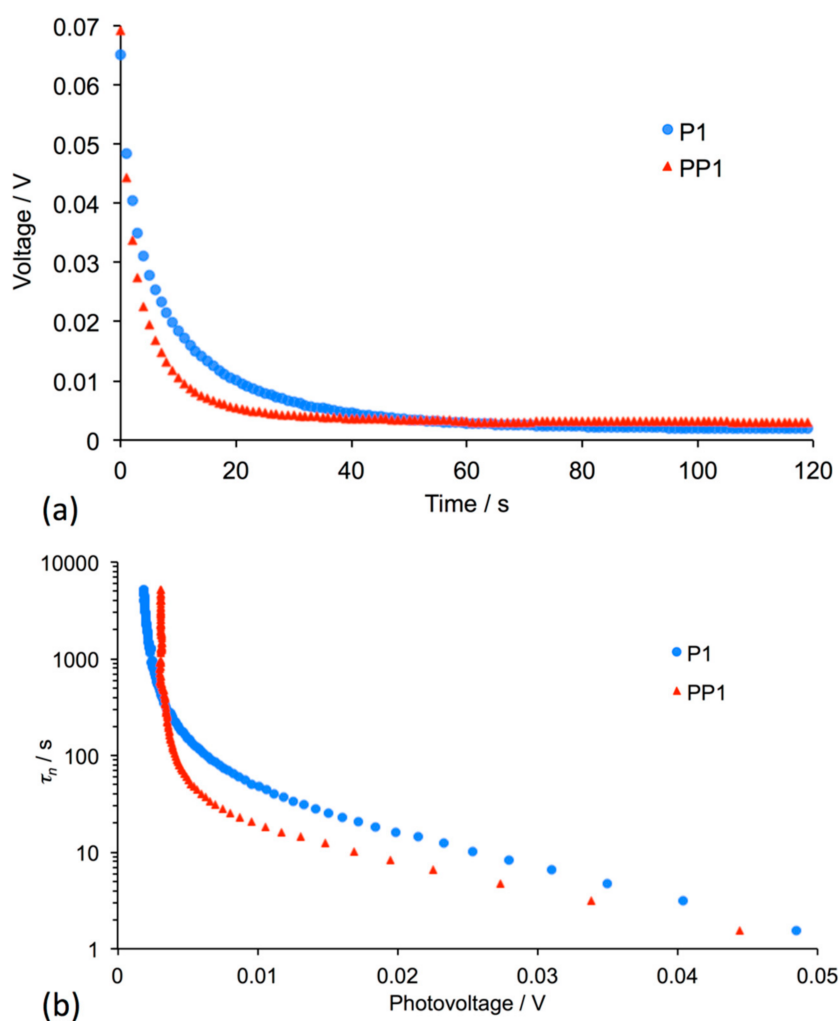 0.07
0.06
0.05
0.04
0.03
0.02
0.01
0
Voltage / V
P1
PP1
0 20 40 60 80 100 120
Time / s
(a)
10000
1000
100
10
1
τn / s
P1
PP1
0 0.01 0.02 0.03 0.04 0.05
Photovoltage / V
(b)